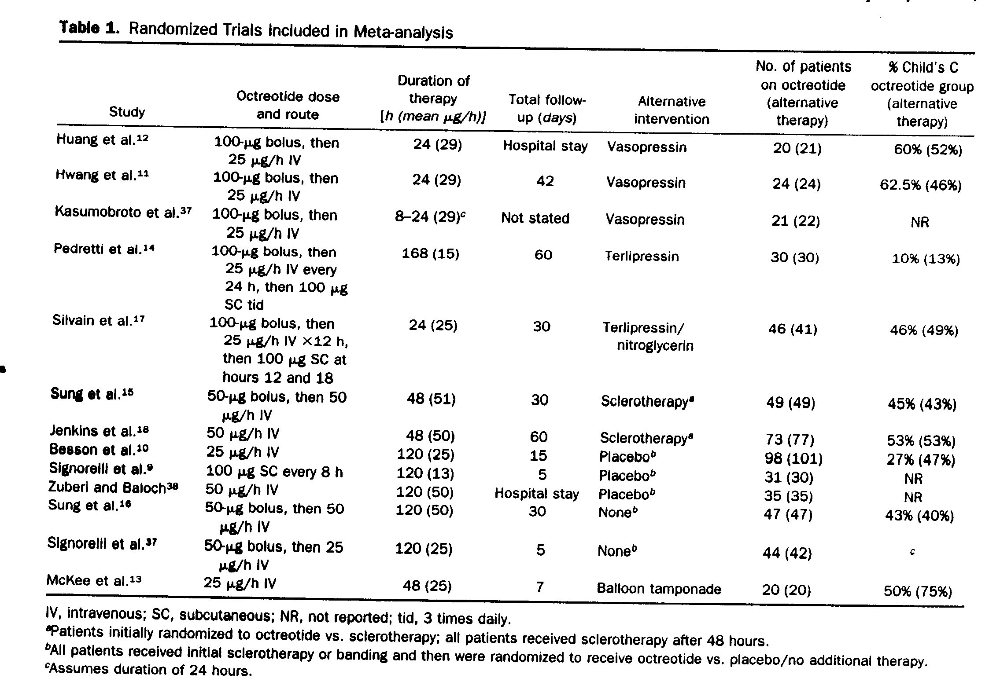 Table 1. Randomized Trials Included in Meta-analysis
Study
Octreotide dose
and route
Duration of
therapy
[h (mean μg/h)]
Total follow-
up (days)
Alternative
intervention
No. of patients
on octreotide
(alternative
therapy)
% Child's C
octreotide group
(alternative
therapy)
Huang et al.¹² 100-μg bolus, then 24 (29) Hospital stay Vasopressin 20 (21) 60% (52%)
25 μg/h IV
Hwang et al.¹¹ 100-μg bolus, then 24 (29) 42 Vasopressin 24 (24) 62.5% (46%)
25 μg/h IV
Kasumobroto et al.³⁷ 100-μg bolus, then 8–24 (29)ᶜ Not stated Vasopressin 21 (22) NR
25 μg/h IV
Pedretti et al.¹⁴ 100-μg bolus, then 168 (15) 60 Terlipressin 30 (30) 10% (13%)
25 μg/h IV every
24 h, then 100 μg
SC tid
Silvain et al.¹⁷ 100-μg bolus, then 24 (25) 30 Terlipressin/ 46 (41) 46% (49%)
25 μg/h IV ×12 h, nitroglycerin
then 100 μg SC at
hours 12 and 18
Sung et al.¹⁵ 50-μg bolus, then 50 48 (51) 30 Sclerotherapyᵃ 49 (49) 45% (43%)
μg/h IV
Jenkins et al.¹⁸ 50 μg/h IV 48 (50) 60 Sclerotherapyᵃ 73 (77) 53% (53%)
Besson et al.¹⁰ 25 μg/h IV 120 (25) 15 Placeboᵇ 98 (101) 27% (47%)
Signorelli et al.⁹ 100 μg SC every 8 h 120 (13) 5 Placeboᵇ 31 (30) NR
Zuberi and Baloch³⁸ 50 μg/h IV 120 (50) Hospital stay Placeboᵇ 35 (35) NR
Sung et al.¹⁶ 50-μg bolus, then 50 120 (50) 30 Noneᵇ 47 (47) 43% (40%)
μg/h IV
Signorelli et al.³⁷ 50-μg bolus, then 25 120 (25) 5 Noneᵇ 44 (42) c
μg/h IV
McKee et al.¹³ 25 μg/h IV 48 (25) 7 Balloon tamponade 20 (20) 50% (75%)
IV, intravenous; SC, subcutaneous; NR, not reported; tid, 3 times daily.
ᵃPatients initially randomized to octreotide vs. sclerotherapy; all patients received sclerotherapy after 48 hours.
ᵇAll patients received initial sclerotherapy or banding and then were randomized to receive octreotide vs. placebo/no additional therapy.
ᶜAssumes duration of 24 hours.